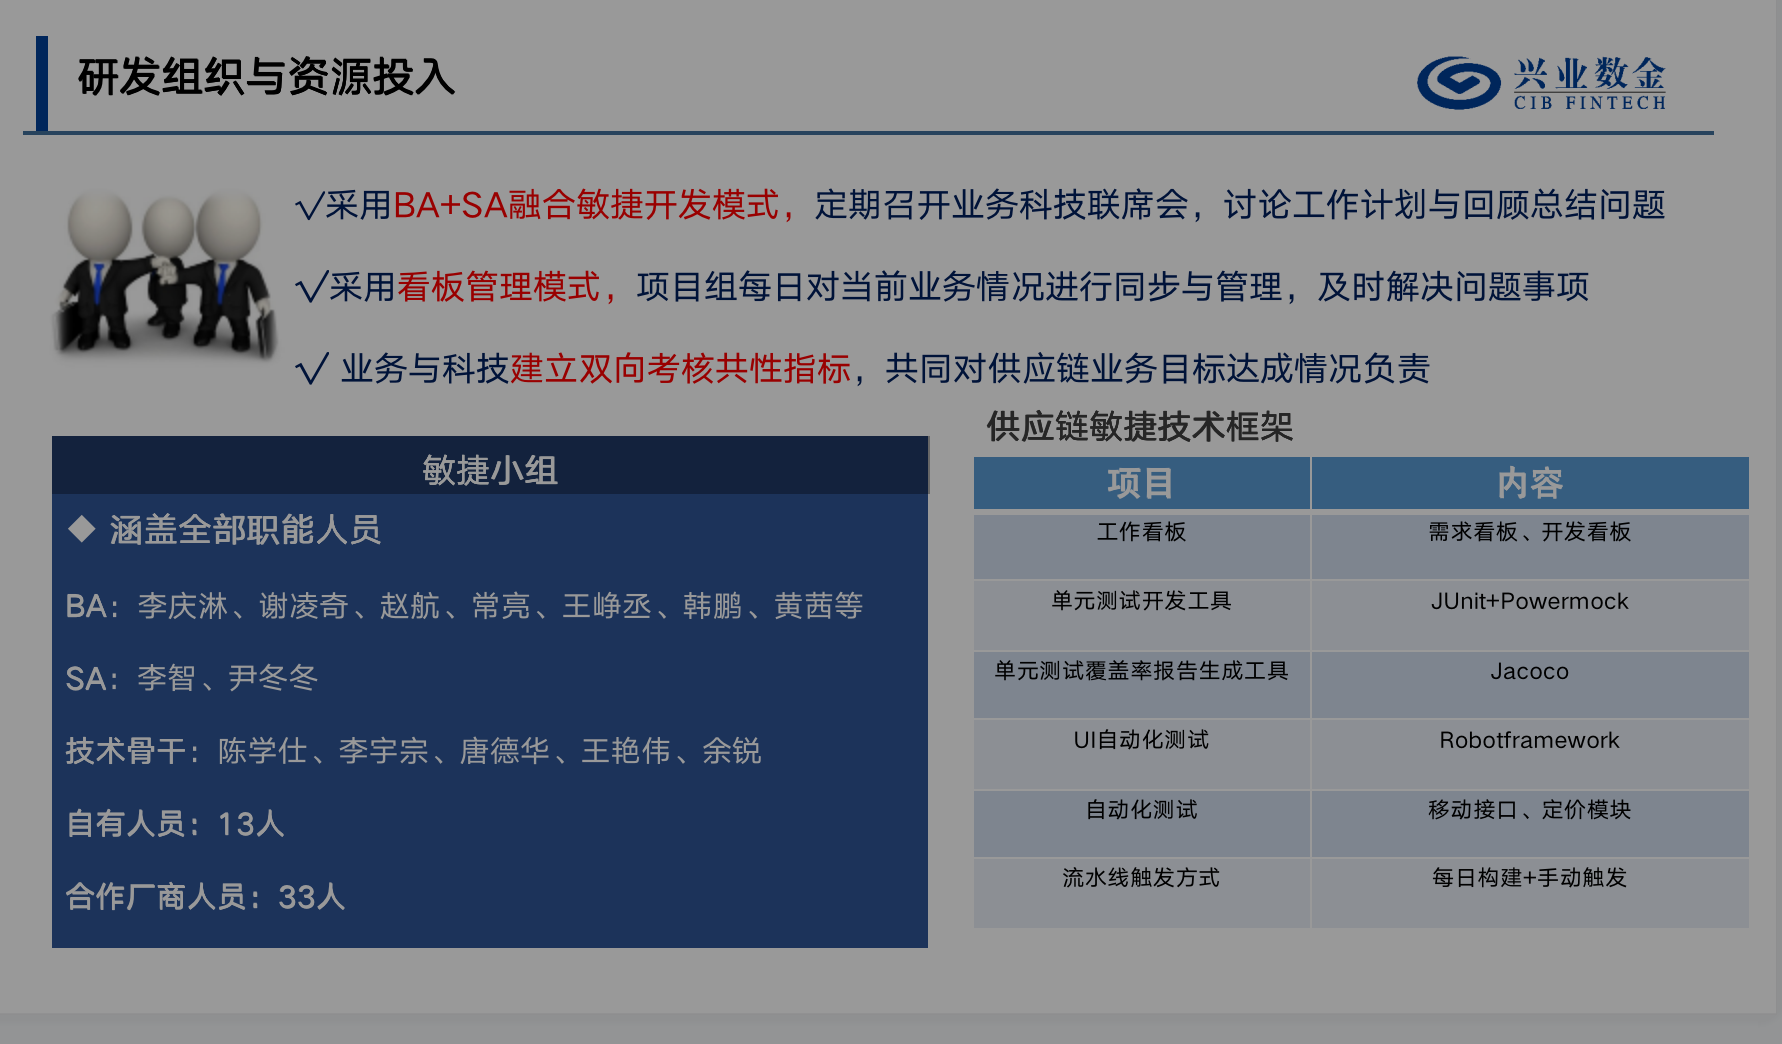 研发组织与资源投入
兴业数金
CIB FINTECH
√采用BA+SA融合敏捷开发模式，定期召开业务科技联席会，讨论工作计划与回顾总结问题
√采用看板管理模式，项目组每日对当前业务情况进行同步与管理，及时解决问题事项
√ 业务与科技建立双向考核共性指标，共同对供应链业务目标达成情况负责
敏捷小组
◆ 涵盖全部职能人员
BA：李庆淋、谢凌奇、赵航、常亮、王峥丞、韩鹏、黄茜等
SA：李智、尹冬冬
技术骨干：陈学仕、李宇宗、唐德华、王艳伟、余锐
自有人员：13人
合作厂商人员：33人
供应链敏捷技术框架
项目 内容
工作看板 需求看板、开发看板
单元测试开发工具 JUnit+Powermock
单元测试覆盖率报告生成工具 Jacoco
UI自动化测试 Robotframework
自动化测试 移动接口、定价模块
流水线触发方式 每日构建+手动触发